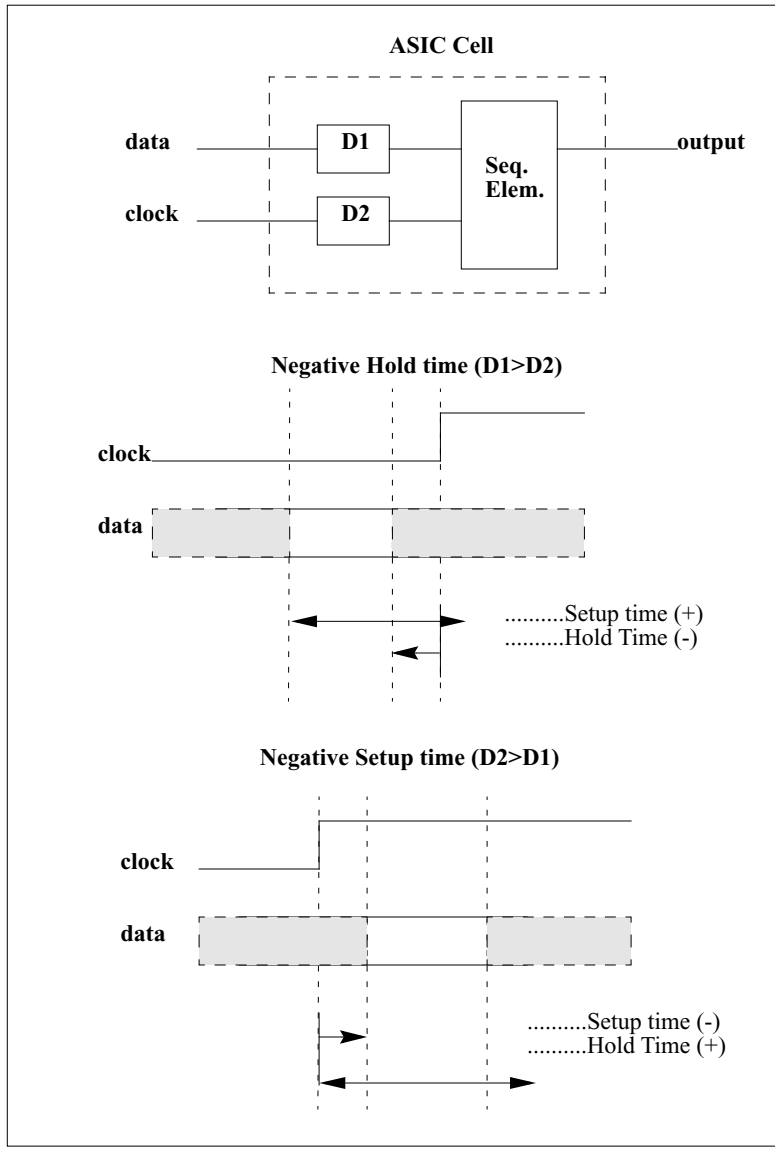 ASIC Cell
data
D1
output
Seq.
Elem.
clock
D2
Negative Hold time (D1>D2)
clock
data
..........Setup time (+)
..........Hold Time (-)
Negative Setup time (D2>D1)
clock
data
..........Setup time (-)
..........Hold Time (+)